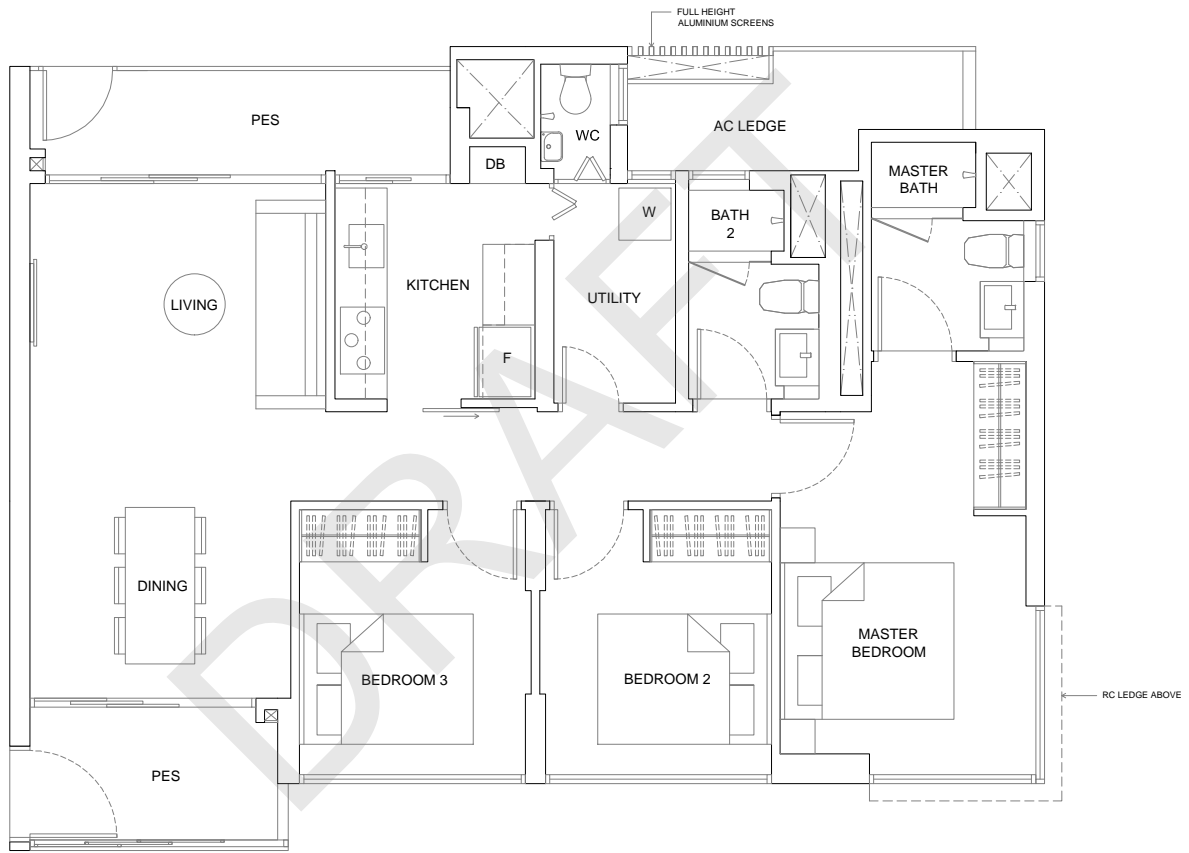 FULL HEIGHT
ALUMINIUM SCREENS
PES
WC
AC LEDGE
DB
MASTER
BATH
W
BATH
2
KITCHEN
UTILITY
LIVING
F
DINING
BEDROOM 3
BEDROOM 2
MASTER
BEDROOM
RC LEDGE ABOVE
PES
DRAFT